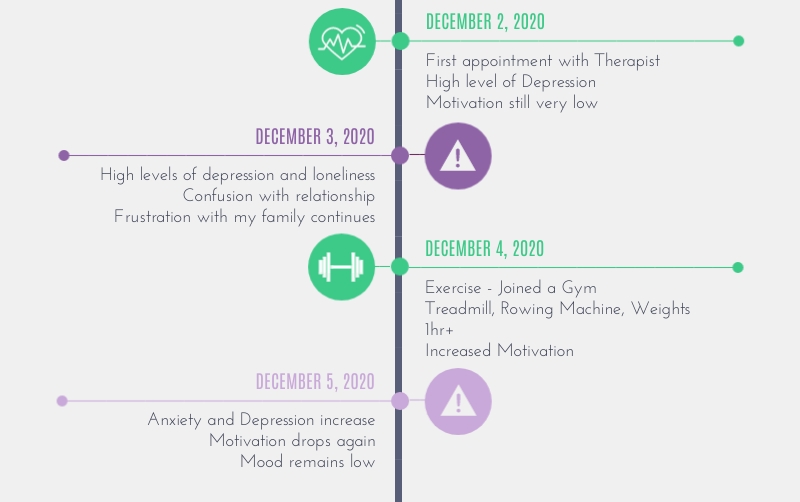 DECEMBER 2, 2020
First appointment with Therapist
High level of Depression
Motivation still very low
DECEMBER 3, 2020
High levels of depression and loneliness
Confusion with relationship
Frustration with my family continues
DECEMBER 4, 2020
Exercise - Joined a Gym
Treadmill, Rowing Machine, Weights
1hr+
Increased Motivation
DECEMBER 5, 2020
Anxiety and Depression increase
Motivation drops again
Mood remains low